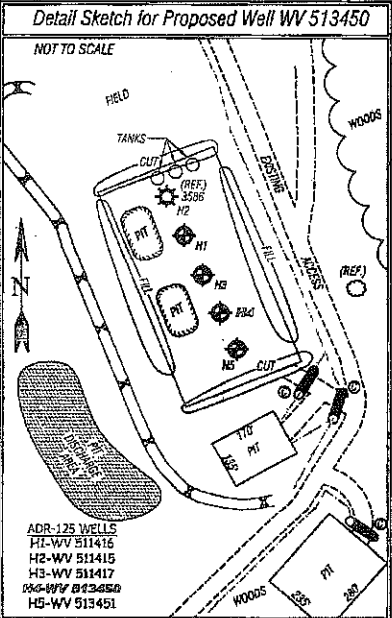 Detail Sketch for Proposed Well WV 513450
NOT TO SCALE
FIELD
WOODS
TANKS
CUT
(REF.)
3586
H2
EXISTING
PIT
H1
FILL
ACCESS
H3
(REF.)
N
FILL
PIT
H4
H5
CUT
PIT
DISCHARGE
AREA
110'
PIT
135'
ADR-125 WELLS
H1-WV 511416
H2-WV 511415
H3-WV 511417
H4-WV 513450
H5-WV 513451
WOODS
PIT
235'
280'